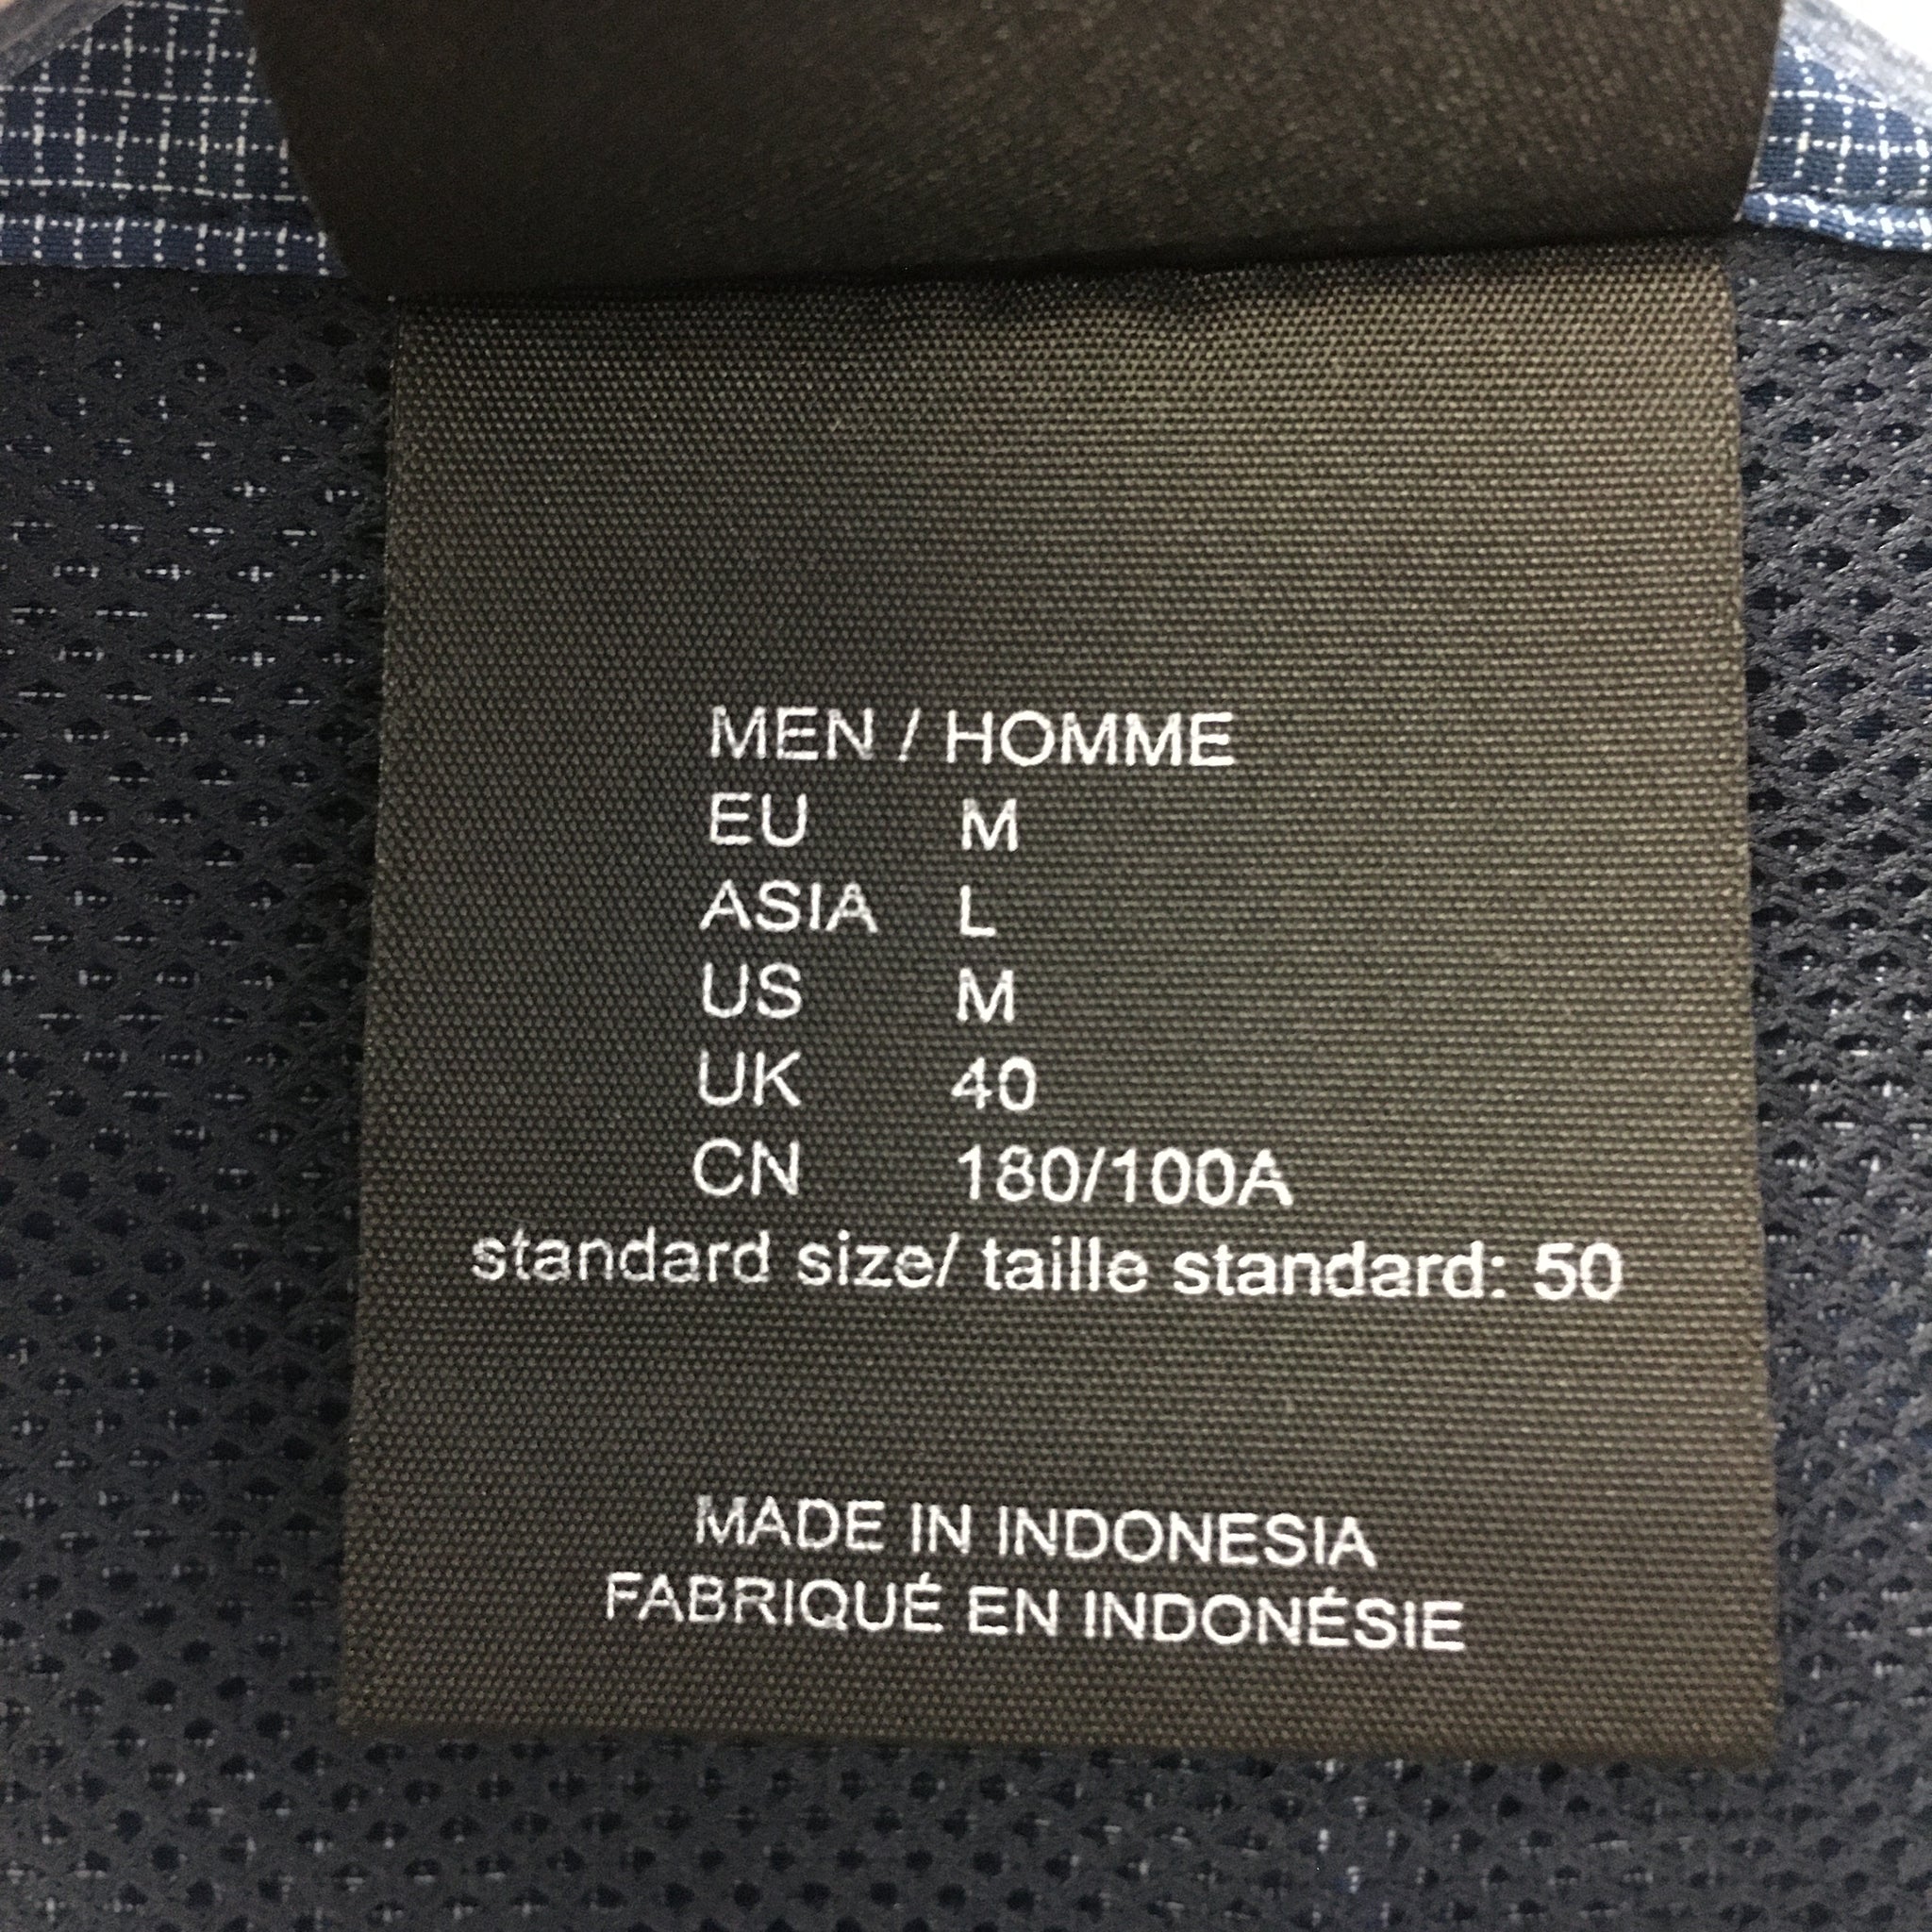 MEN / HOMME
EU M
ASIA L
US M
UK 40
CN 180/100A
standard size/ taille standard: 50
MADE IN INDONESIA
FABRIQUÉ EN INDONÉSIE